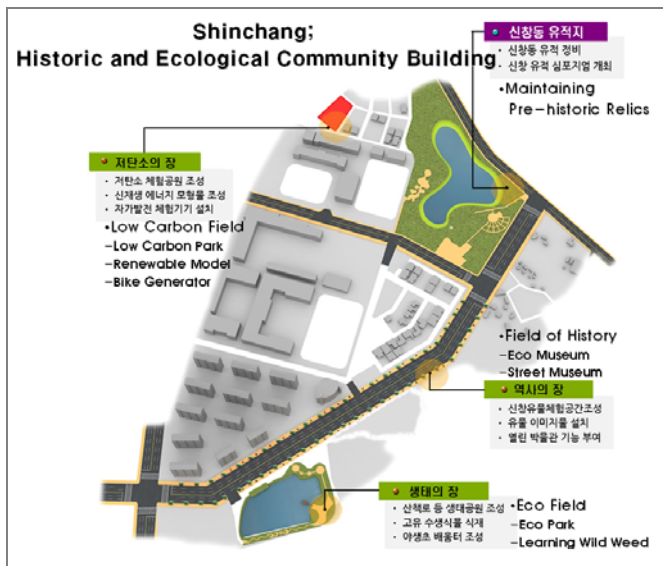 Shinchang;
Historic and Ecological Community Building
신창동 유적지
· 신창동 유적 정비
· 신창 유적 심포지엄 개최
•Maintaining
Pre-historic Relics
저탄소의 장
· 저탄소 체험공원 조성
· 신재생 에너지 모형물 조성
· 자가발전 체험기기 설치
•Low Carbon Field
-Low Carbon Park
-Renewable Model
-Bike Generator
•Field of History
-Eco Museum
-Street Museum
역사의 장
· 신창유물체험공간조성
· 유물 이미지물 설치
· 열린 박물관 기능 부여
생태의 장
· 산책로 등 생태공원 조성
· 고유 수생식물 식재
· 야생초 배움터 조성
•Eco Field
-Eco Park
-Learning Wild Weed